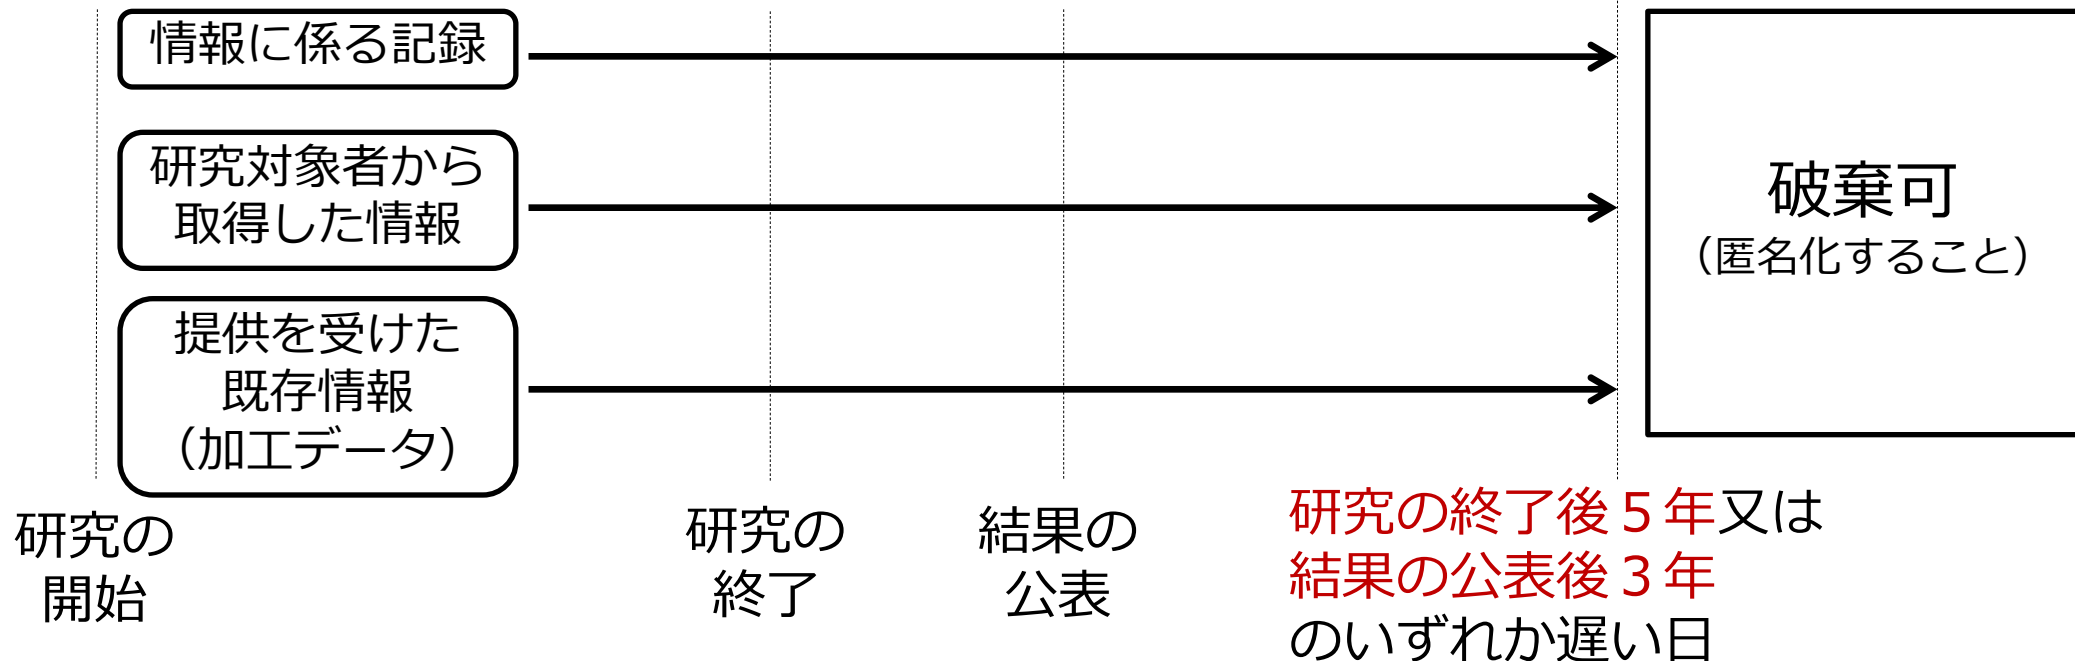 情報に係る記録
研究対象者から
取得した情報
提供を受けた
既存情報
（加工データ）
破棄可
（匿名化すること）
研究の
開始
研究の
終了
結果の
公表
研究の終了後５年又は
結果の公表後３年
のいずれか遅い日